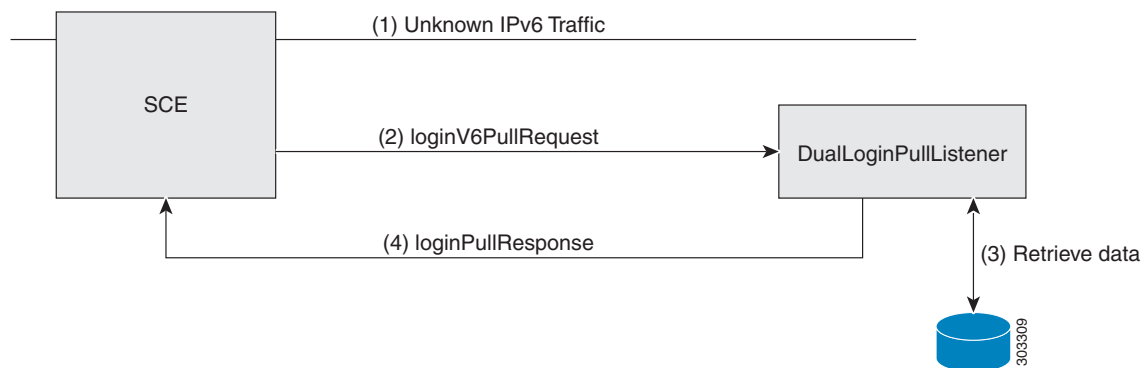 (1) Unknown IPv6 Traffic
SCE
(2) loginV6PullRequest
DualLoginPullListener
(4) loginPullResponse
(3) Retrieve data
303309